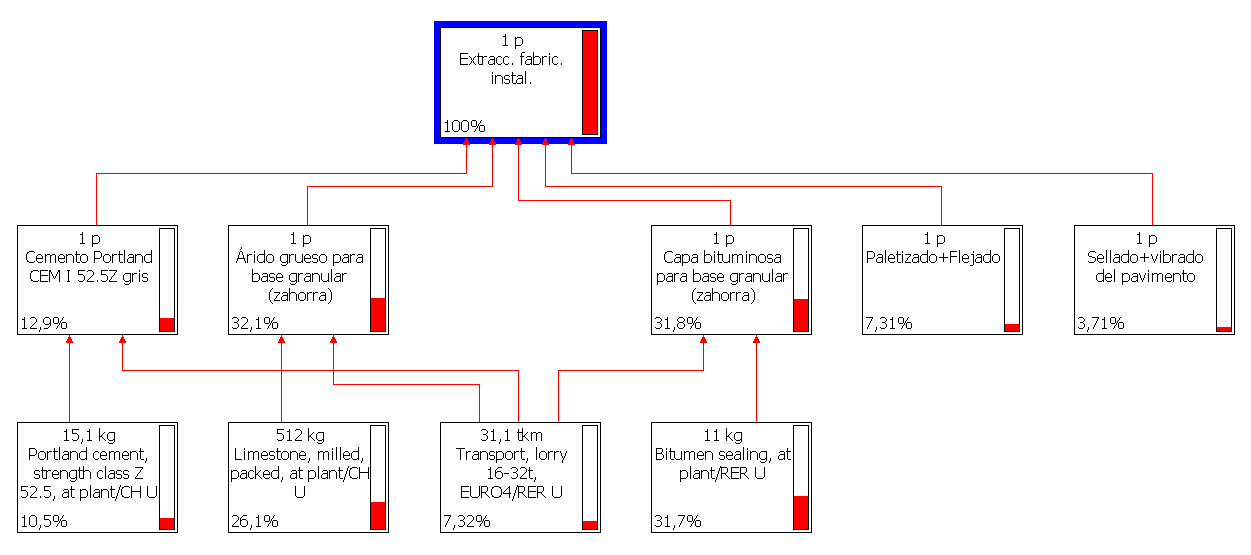 1 p
Extracc. fabric.
instal.
100%
1 p
Cemento Portland
CEM I 52.5Z gris
12,9%
1 p
Árido grueso para
base granular
(zahorra)
32,1%
1 p
Capa bituminosa
para base granular
(zahorra)
31,8%
1 p
Paletizado+Flejado
7,31%
1 p
Sellado+vibrado
del pavimento
3,71%
15,1 kg
Portland cement,
strength class Z
52.5, at plant/CH U
10,5%
512 kg
Limestone, milled,
packed, at plant/CH
U
26,1%
31,1 tkm
Transport, lorry
16-32t,
EURO4/RER U
7,32%
11 kg
Bitumen sealing, at
plant/RER U
31,7%